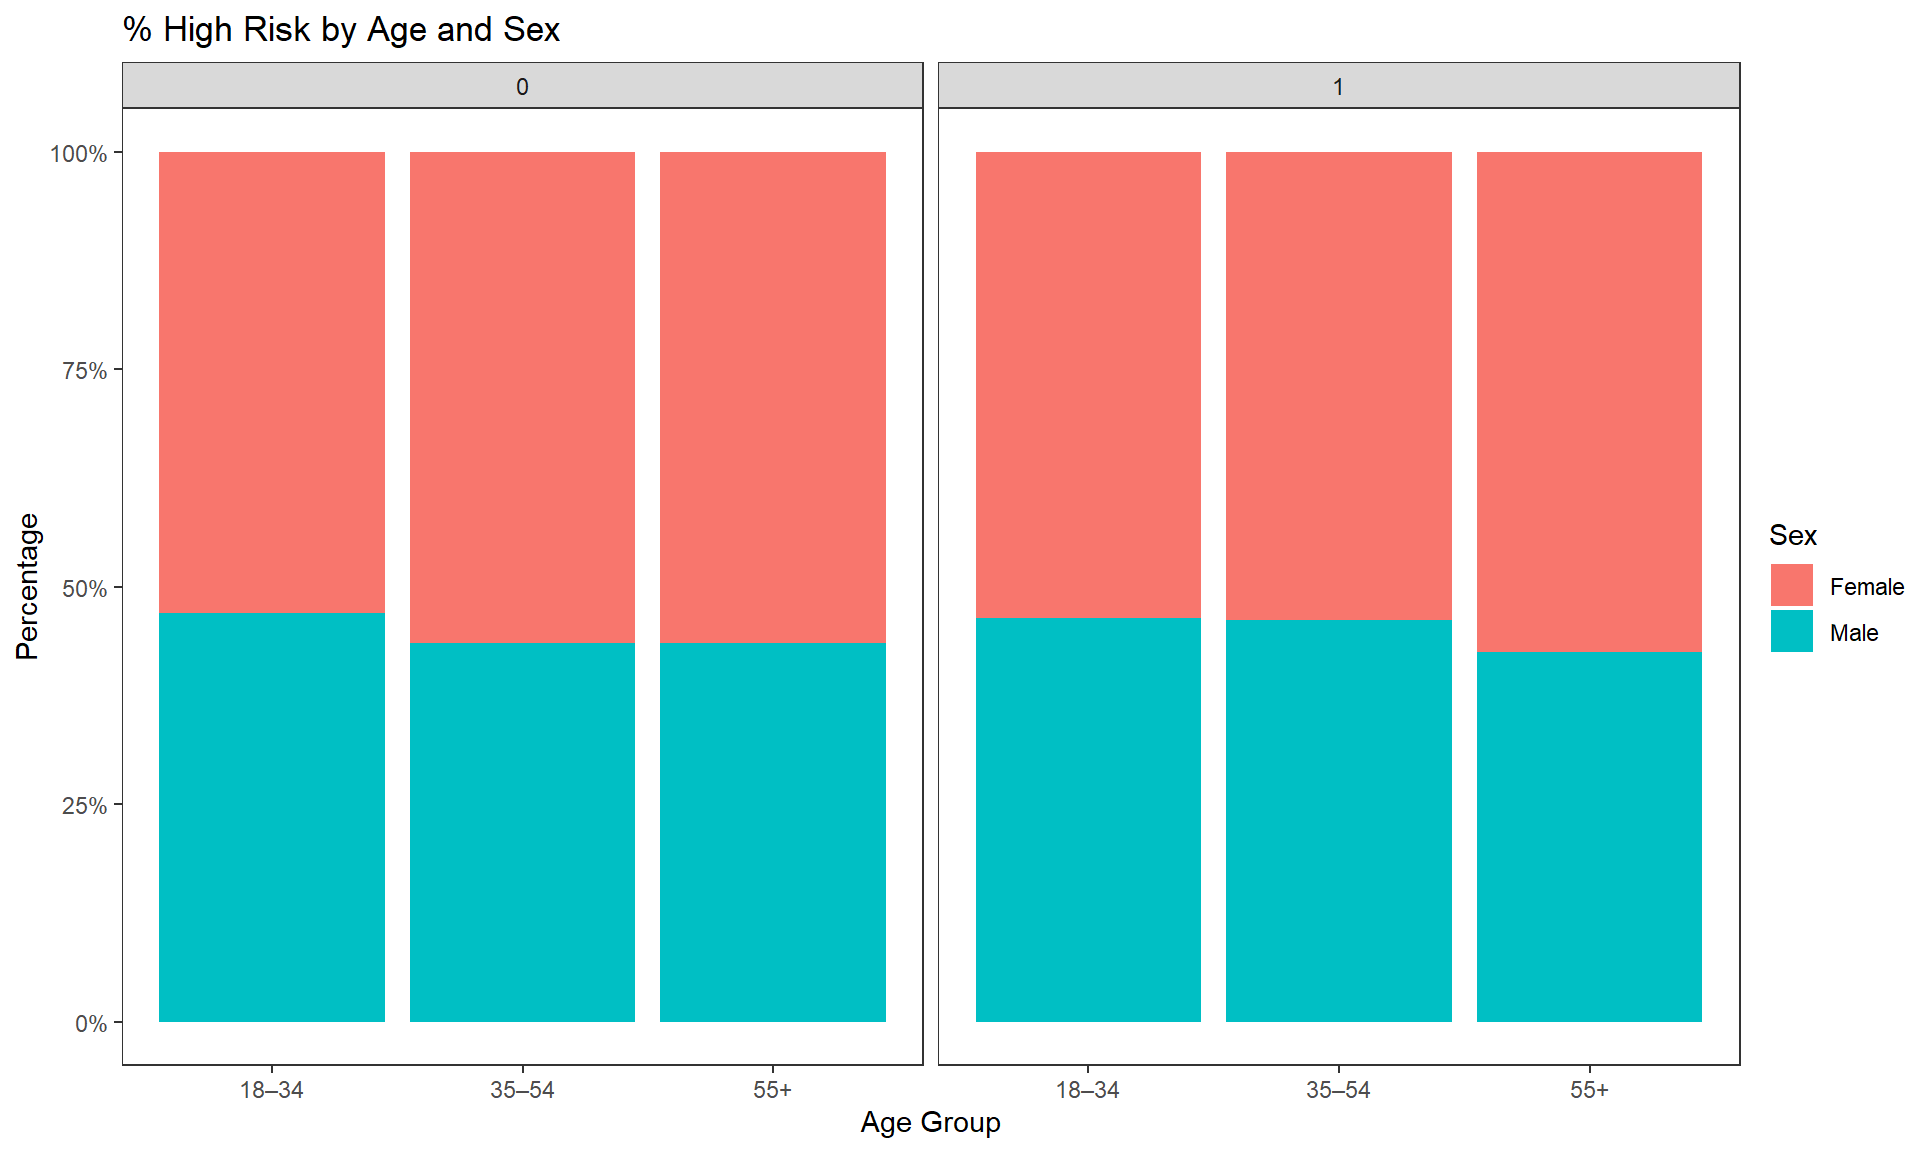 % High Risk by Age and Sex
0
1
100%
75%
50%
25%
0%
Percentage
18–34
35–54
55+
18–34
35–54
55+
Age Group
Sex
Female
Male